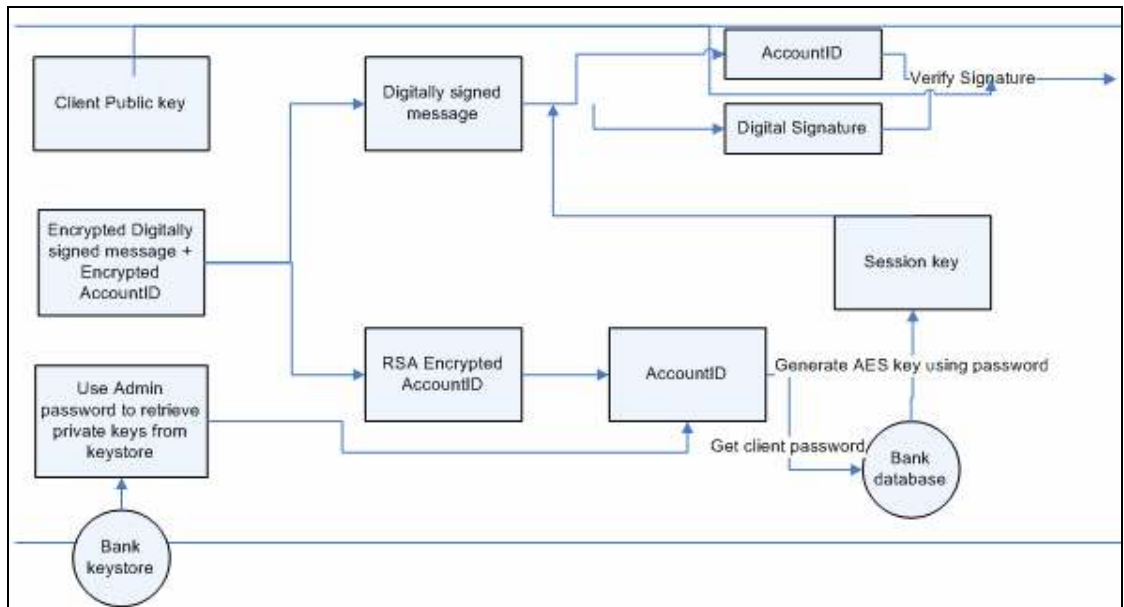 Client Public key
Digitally signed
message
AccountID
Verify Signature
Digital Signature
Encrypted Digitally
signed message +
Encrypted
AccountID
Session key
Use Admin
password to retrieve
private keys from
keystore
RSA Encrypted
AccountID
AccountID
Generate AES key using password
Get client password
Bank
database
Bank
keystore